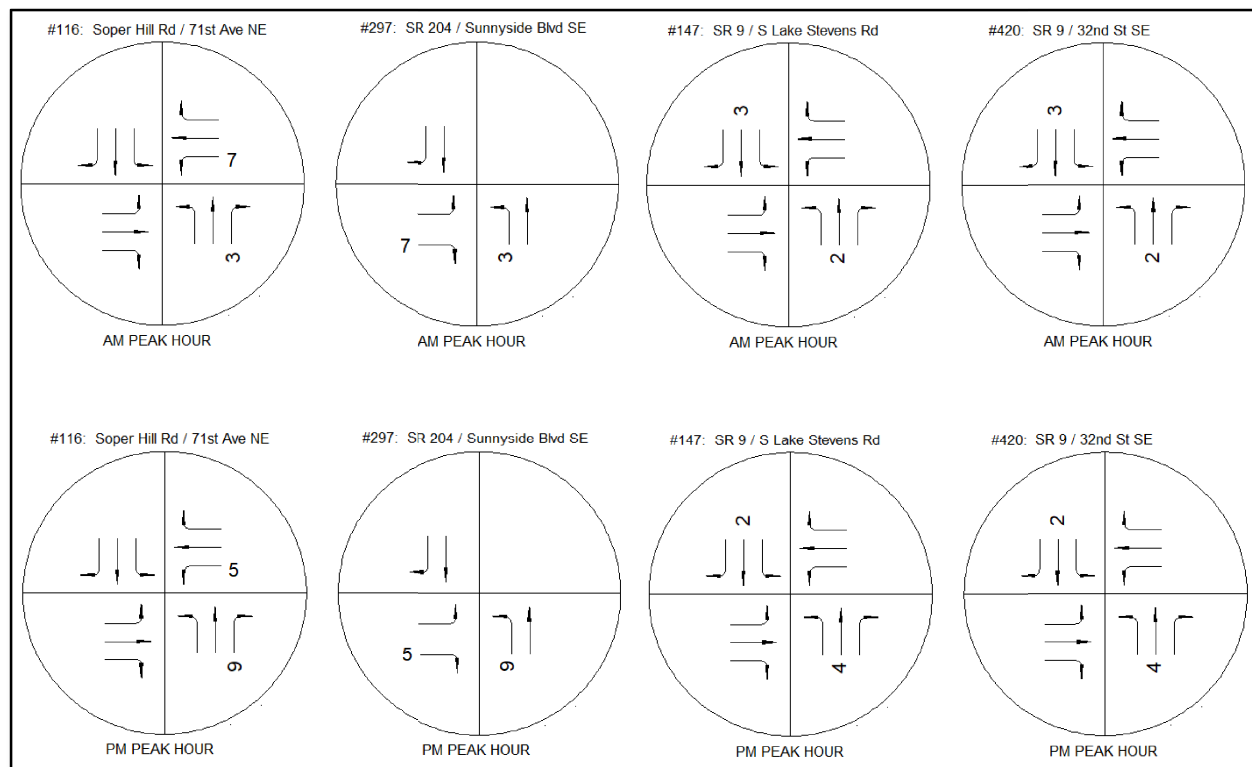 #116: Soper Hill Rd / 71st Ave NE
#297: SR 204 / Sunnyside Blvd SE
#147: SR 9 / S Lake Stevens Rd
#420: SR 9 / 32nd St SE
7
3
7
3
3
2
3
2
AM PEAK HOUR
AM PEAK HOUR
AM PEAK HOUR
AM PEAK HOUR
#116: Soper Hill Rd / 71st Ave NE
#297: SR 204 / Sunnyside Blvd SE
#147: SR 9 / S Lake Stevens Rd
#420: SR 9 / 32nd St SE
5
9
5
9
2
4
2
4
PM PEAK HOUR
PM PEAK HOUR
PM PEAK HOUR
PM PEAK HOUR